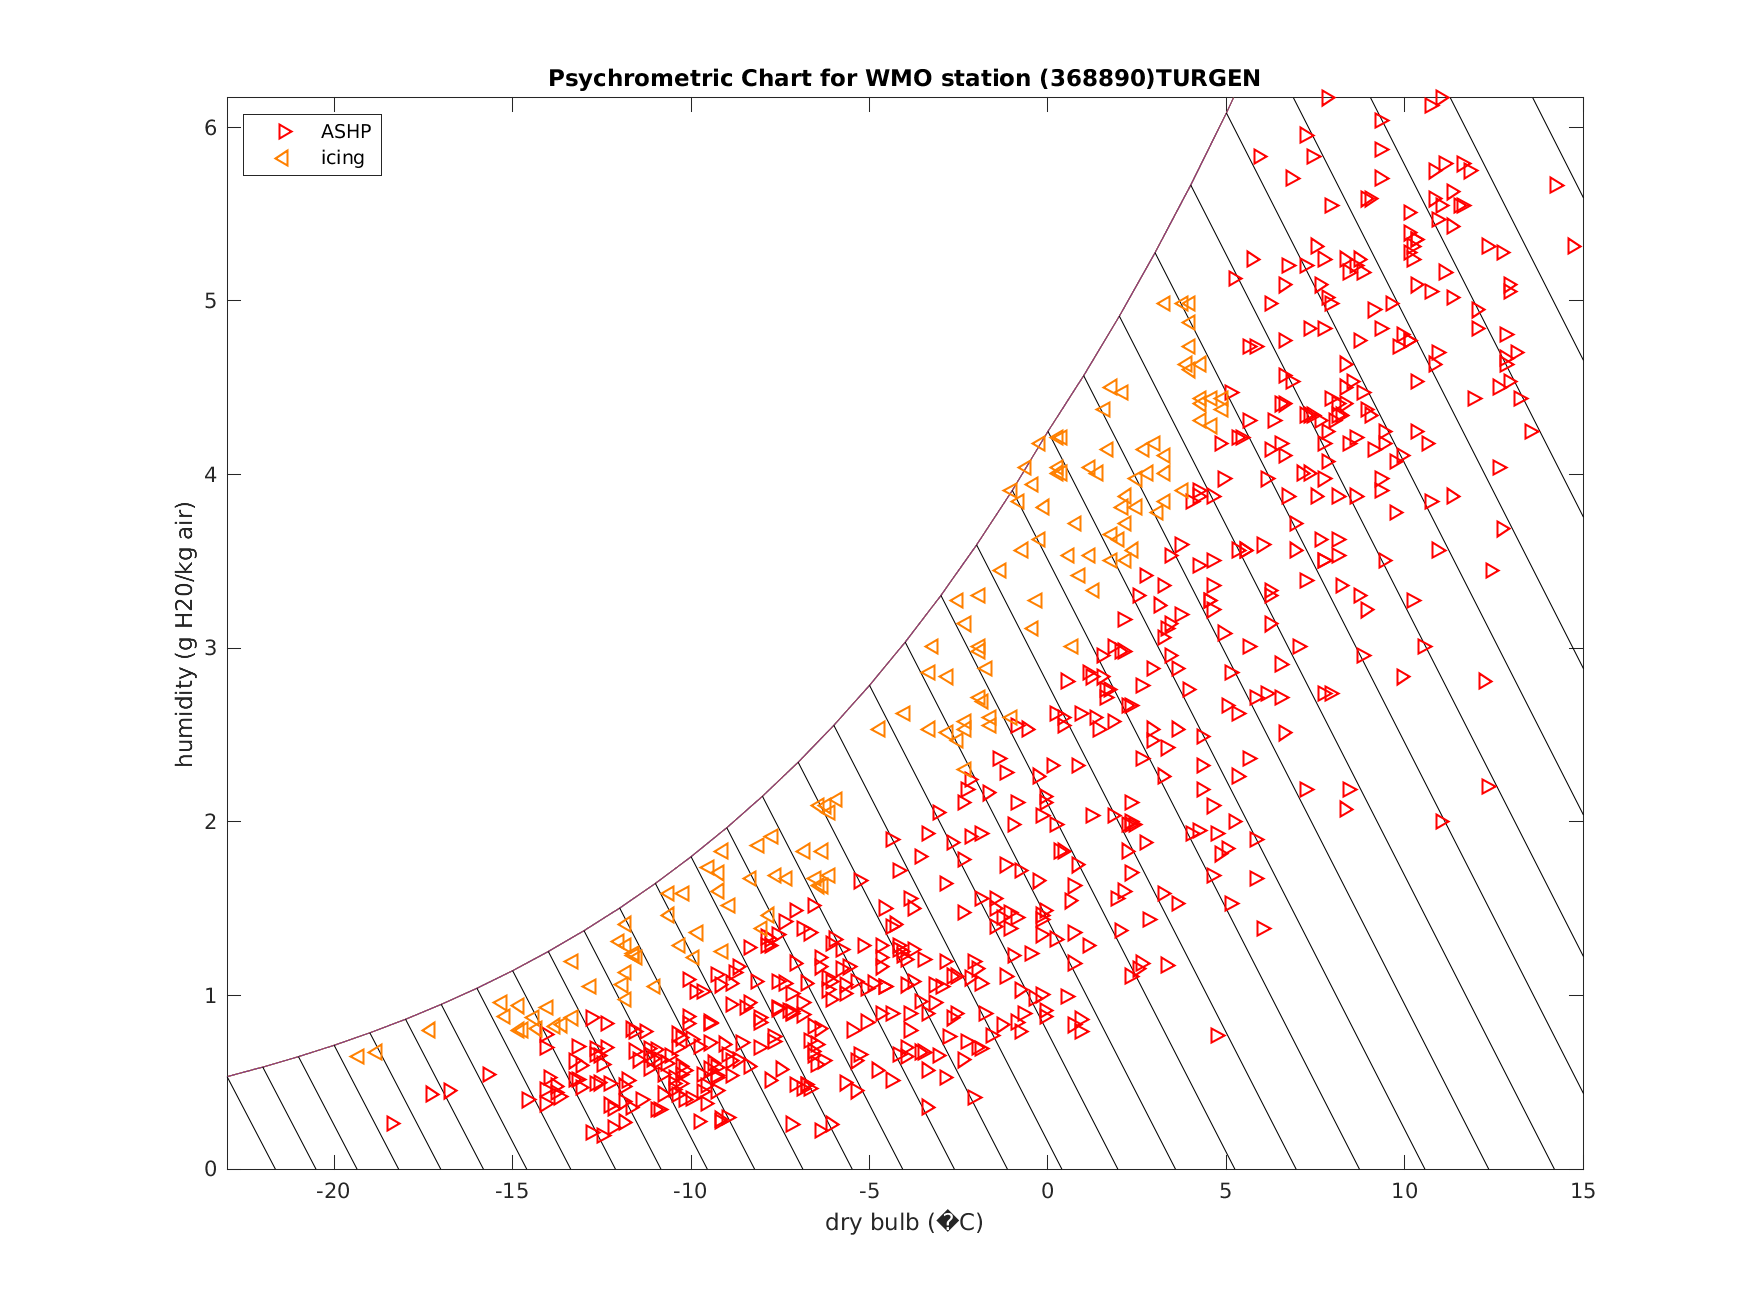 Psychrometric Chart for WMO station (368890)TURGEN
ASHP
icing
humidity (g H20/kg air)
6
5
4
3
2
1
0
-20 -15 -10 -5 0 5 10 15
dry bulb (�C)